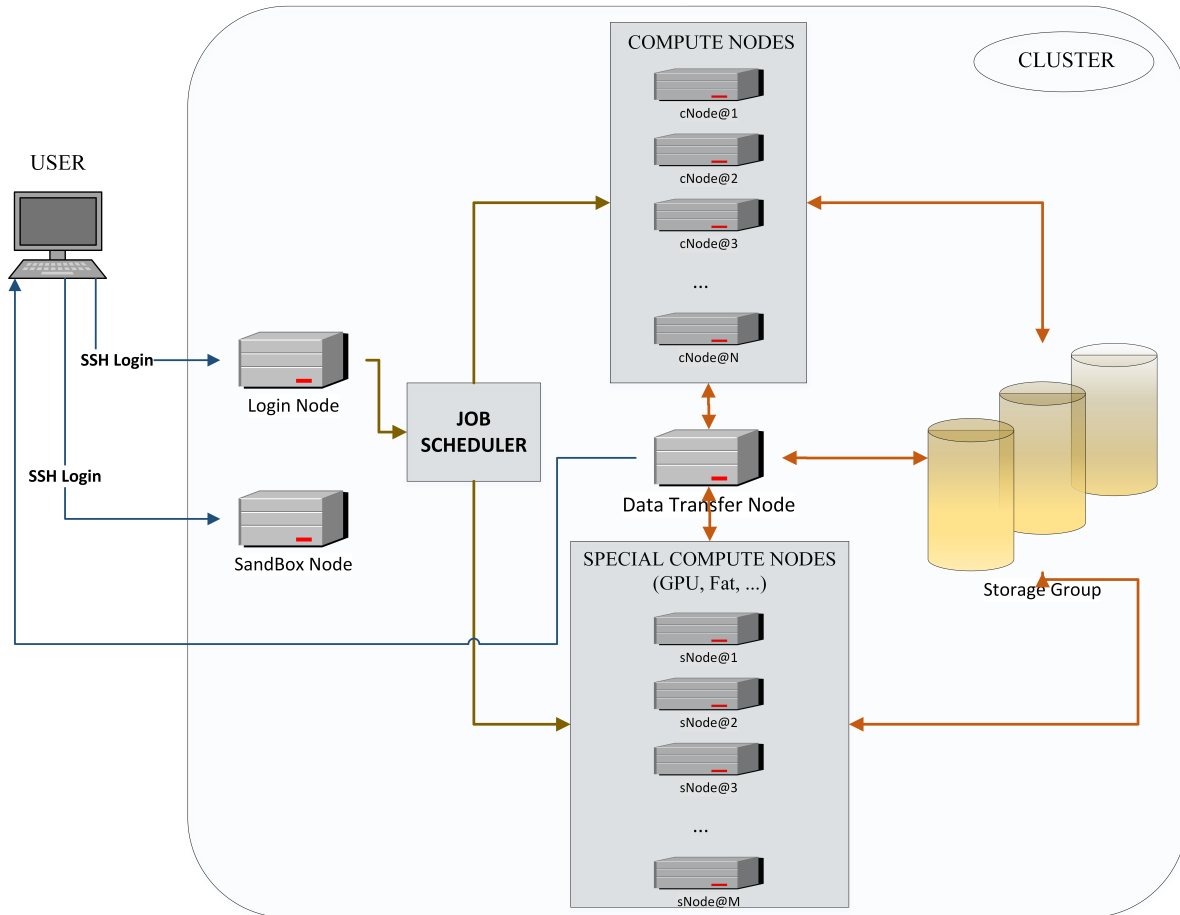 COMPUTE NODES
CLUSTER
cNode@1
USER
cNode@2
cNode@3
...
cNode@N
SSH Login
Login Node
JOB
SCHEDULER
SSH Login
Data Transfer Node
SandBox Node
SPECIAL COMPUTE NODES
(GPU, Fat, ...)
Storage Group
sNode@1
sNode@2
sNode@3
...
sNode@M